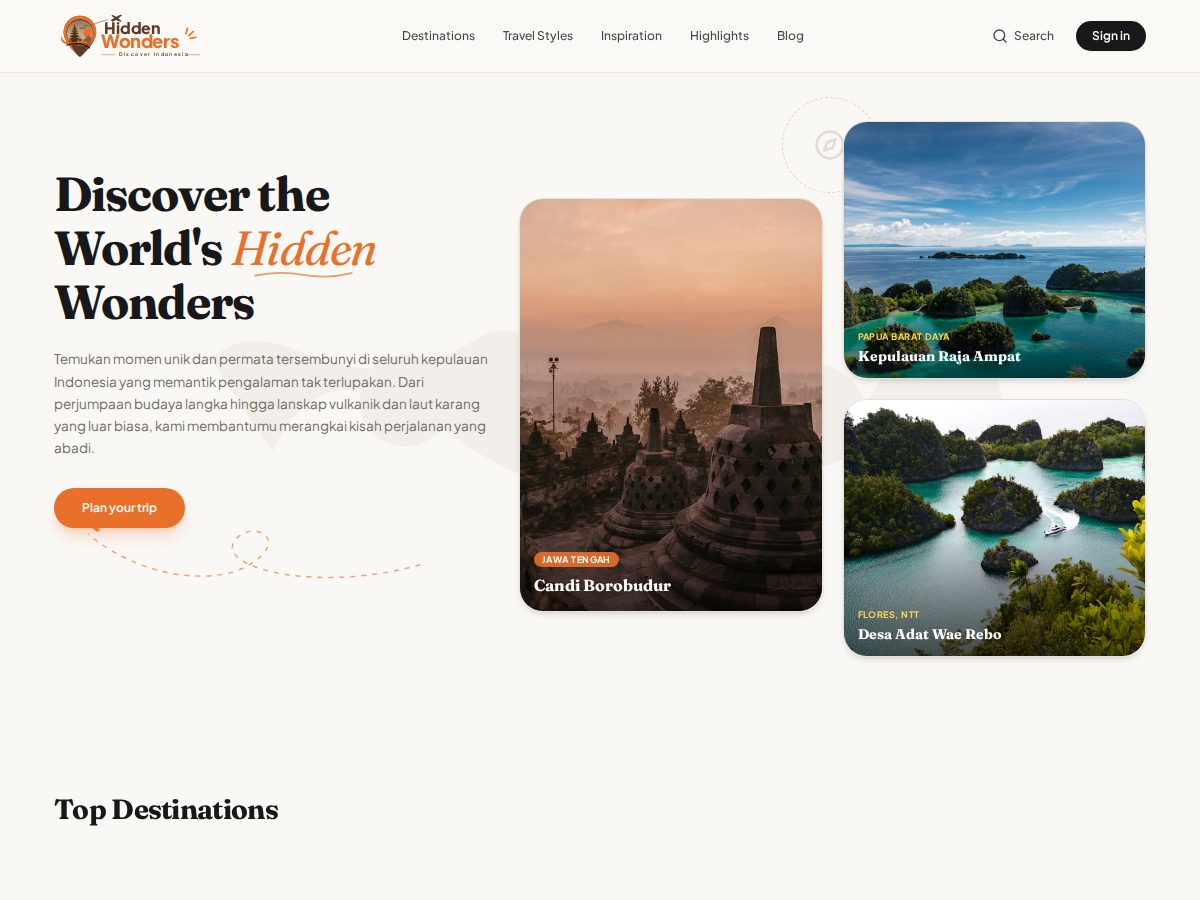 Hidden
Wonders
Discover Indonesia
Destinations
Travel Styles
Inspiration
Highlights
Blog
Search
Sign in
Discover the
World's Hidden
Wonders
Temukan momen unik dan permata tersembunyi di seluruh kepulauan
Indonesia yang memantik pengalaman tak terlupakan. Dari
perjumpaan budaya langka hingga lanskap vulkanik dan laut karang
yang luar biasa, kami membantumu merangkai kisah perjalanan yang
abadi.
Plan your trip
JAWA TENGAH
Candi Borobudur
PAPUA BARAT DAYA
Kepulauan Raja Ampat
FLORES, NTT
Desa Adat Wae Rebo
Top Destinations